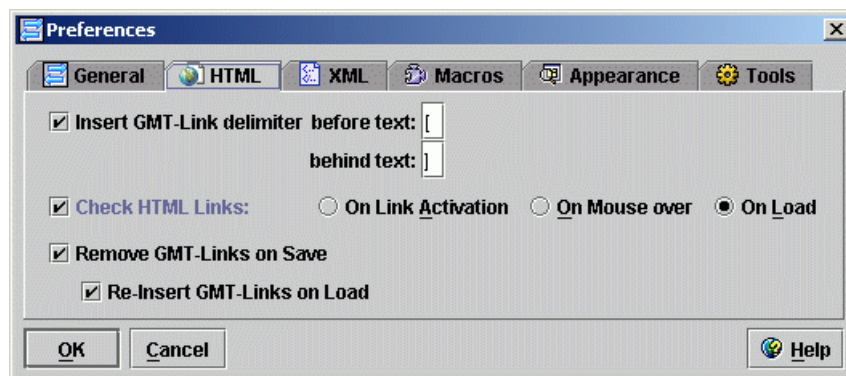 Preferences
General HTML XML Macros Appearance Tools
Insert GMT-Link delimiter before text: [
behind text: ]
Check HTML Links: On Link Activation On Mouse over On Load
Remove GMT-Links on Save
Re-Insert GMT-Links on Load
OK Cancel Help